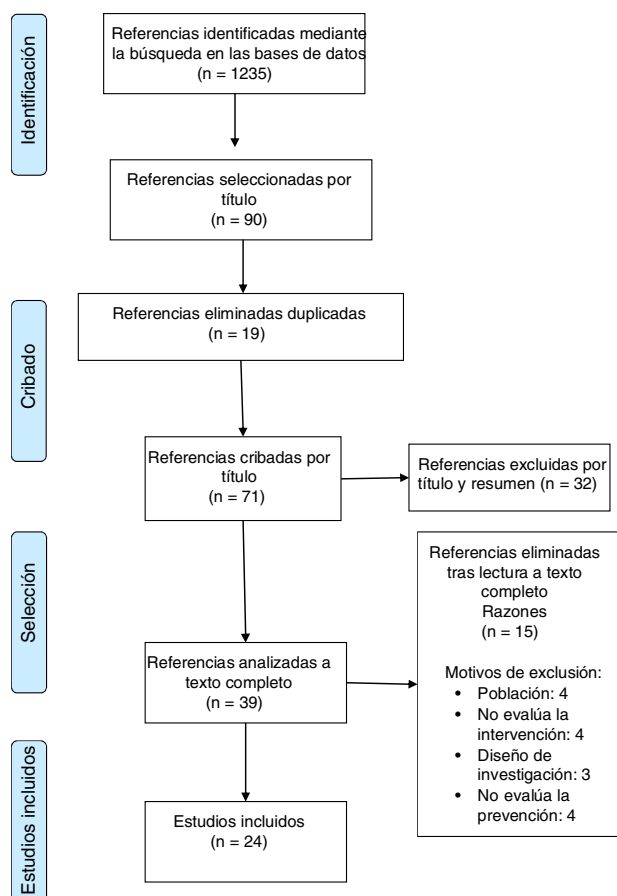 Identificación
Referencias identificadas mediante
la búsqueda en las bases de datos
(n = 1235)
Referencias seleccionadas por
título
(n = 90)
Cribado
Referencias eliminadas duplicadas
(n = 19)
Referencias cribadas por
título
(n = 71)
Referencias excluidas por
título y resumen (n = 32)
Selección
Referencias analizadas a
texto completo
(n = 39)
Referencias eliminadas
tras lectura a texto
completo
Razones
(n = 15)
Motivos de exclusión:
• Población: 4
• No evalúa la
intervención: 4
• Diseño de
investigación: 3
• No evalúa la
prevención: 4
Estudios incluidos
Estudios incluidos
(n = 24)